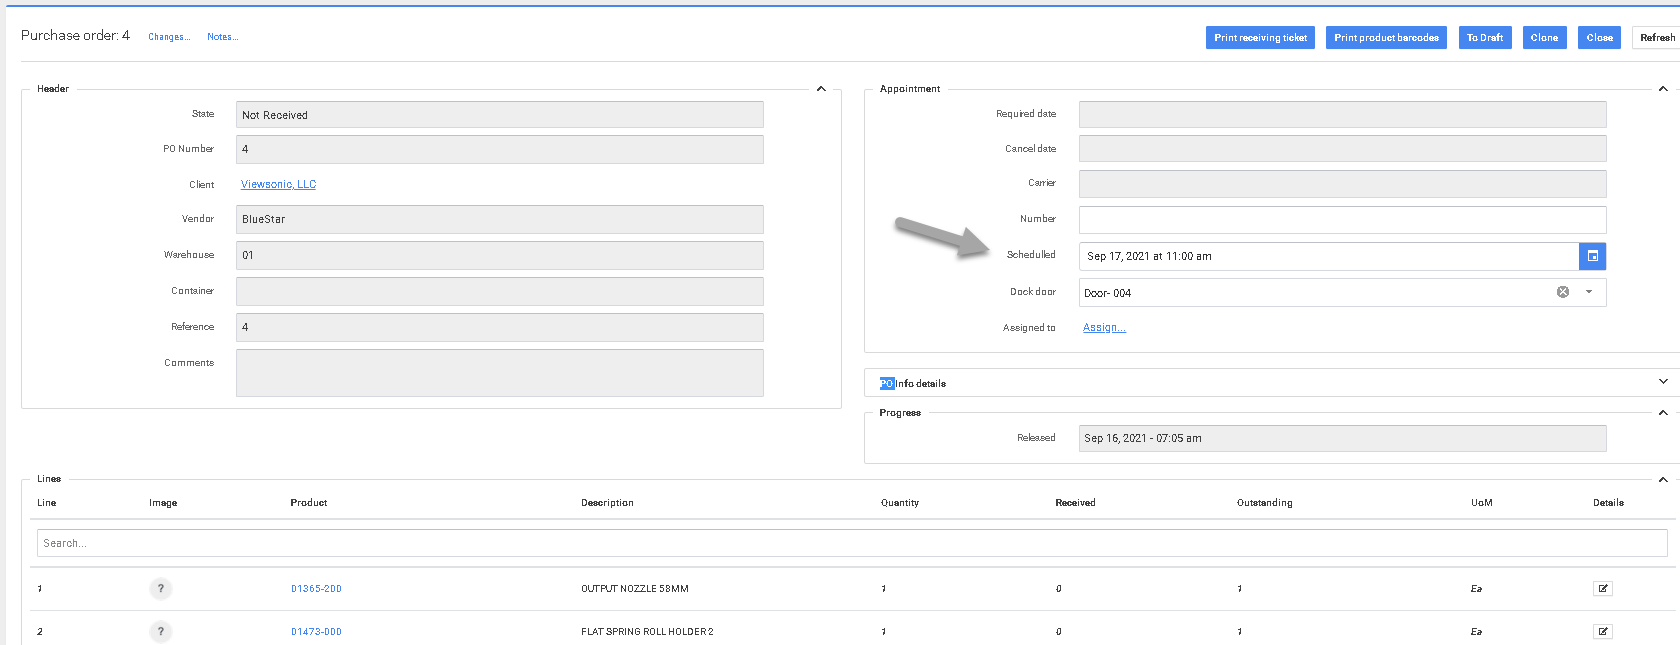 Purchase order: 4 Changes... Notes... Print receiving ticket Print product barcodes To Draft Clone Close Refresh
Header
State Not Received
PO Number 4
Client Viewsonic, LLC
Vendor BlueStar
Warehouse 01
Container
Reference 4
Comments
Appointment
Required date
Cancel date
Carrier
Number
Schedulled Sep 17, 2021 at 11:00 am
Dock door Door- 004
Assigned to Assign...
PO Info details
Progress
Released Sep 16, 2021 - 07:05 am
Lines
Line Image Product Description Quantity Received Outstanding UoM Details
Search...
1 ? 01365-200 OUTPUT NOZZLE 58MM 1 0 1 Ea
2 ? 01473-000 FLAT SPRING ROLL HOLDER 2 1 0 1 Ea